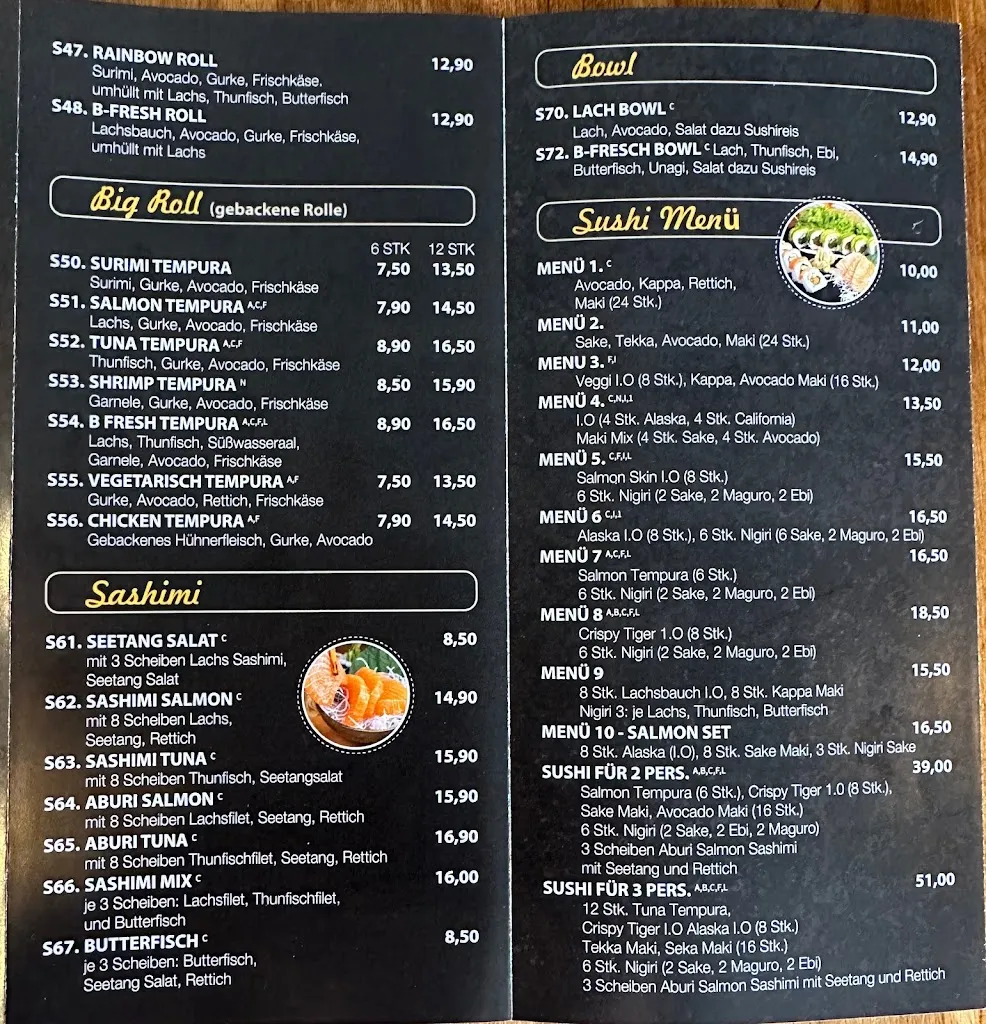 S47. RAINBOW ROLL 12,90
Surimi, Avocado, Gurke, Frischkäse,
umhüllt mit Lachs, Thunfisch, Butterfisch
S48. B-FRESH ROLL 12,90
Lachsbauch, Avocado, Gurke, Frischkäse,
umhüllt mit Lachs
Big Roll (gebackene Rolle)
6 STK 12 STK
S50. SURIMI TEMPURA 7,50 13,50
Surimi, Gurke, Avocado, Frischkäse
S51. SALMON TEMPURA A,C,F 7,90 14,50
Lachs, Gurke, Avocado, Frischkäse
S52. TUNA TEMPURA A,C,F 8,90 16,50
Thunfisch, Gurke, Avocado, Frischkäse
S53. SHRIMP TEMPURA N 8,50 15,90
Garnele, Gurke, Avocado, Frischkäse
S54. B FRESH TEMPURA A,C,F,L 8,90 16,50
Lachs, Thunfisch, Süßwasseraal,
Garnele, Avocado, Frischkäse
S55. VEGETARISCH TEMPURA A,F 7,50 13,50
Gurke, Avocado, Rettich, Frischkäse
S56. CHICKEN TEMPURA A,F 7,90 14,50
Gebackenes Hühnerfleisch, Gurke, Avocado
Sashimi
S61. SEETANG SALAT C 8,50
mit 3 Scheiben Lachs Sashimi,
Seetang Salat
S62. SASHIMI SALMON C 14,90
mit 8 Scheiben Lachs,
Seetang, Rettich
S63. SASHIMI TUNA C 15,90
mit 8 Scheiben Thunfisch, Seetangsalat
S64. ABURI SALMON C 15,90
mit 8 Scheiben Lachsfilet, Seetang, Rettich
S65. ABURI TUNA C 16,90
mit 8 Scheiben Thunfischfilet, Seetang, Rettich
S66. SASHIMI MIX C 16,00
je 3 Scheiben: Lachsfilet, Thunfischfilet,
und Butterfisch
S67. BUTTERFISCH C 8,50
je 3 Scheiben: Butterfisch,
Seetang Salat, Rettich
Bowl
S70. LACH BOWL C 12,90
Lach, Avocado, Salat dazu Sushireis
S72. B-FRESCH BOWL C Lach, Thunfisch, Ebi, 14,90
Butterfisch, Unagi, Salat dazu Sushireis
Sushi Menü
MENÜ 1. C 10,00
Avocado, Kappa, Rettich,
Maki (24 Stk.)
MENÜ 2. 11,00
Sake, Tekka, Avocado, Maki (24 Stk.)
MENU 3. F,I 12,00
Veggi I.O (8 Stk.), Kappa, Avocado Maki (16 Stk.)
MENÜ 4. C,N,I,1 13,50
I.O (4 Stk. Alaska, 4 Stk. California)
Maki Mix (4 Stk. Sake, 4 Stk. Avocado)
MENÜ 5. C,F,I,L 15,50
Salmon Skin I.O (8 Stk.)
6 Stk. Nigiri (2 Sake, 2 Maguro, 2 Ebi)
MENÜ 6 C,I,1 16,50
Alaska I.O (8 Stk.), 6 Stk. Nigiri (6 Sake, 2 Maguro, 2 Ebi)
MENÜ 7 A,C,F,L 16,50
Salmon Tempura (6 Stk.)
6 Stk. Nigiri (2 Sake, 2 Maguro, 2 Ebi)
MENÜ 8 A,B,C,F,L 18,50
Crispy Tiger 1.O (8 Stk.)
6 Stk. Nigiri (2 Sake, 2 Maguro, 2 Ebi)
MENÜ 9 15,50
8 Stk. Lachsbauch I.O, 8 Stk. Kappa Maki
Nigiri 3: je Lachs, Thunfisch, Butterfisch
MENÜ 10 - SALMON SET 16,50
8 Stk. Alaska (I.O), 8 Stk. Sake Maki, 3 Stk. Nigiri Sake
SUSHI FÜR 2 PERS. A,B,C,F,L 39,00
Salmon Tempura (6 Stk.), Crispy Tiger 1.0 (8 Stk.),
Sake Maki, Avocado Maki (16 Stk.)
6 Stk. Nigiri (2 Sake, 2 Ebi, 2 Maguro)
3 Scheiben Aburi Salmon Sashimi
mit Seetang und Rettich
SUSHI FÜR 3 PERS. A,B,C,F,L 51,00
12 Stk. Tuna Tempura,
Crispy Tiger I.O Alaska I.O (8 Stk.)
Tekka Maki, Seka Maki (16 Stk.)
6 Stk. Nigiri (2 Sake, 2 Maguro, 2 Ebi)
3 Scheiben Aburi Salmon Sashimi mit Seetang und Rettich